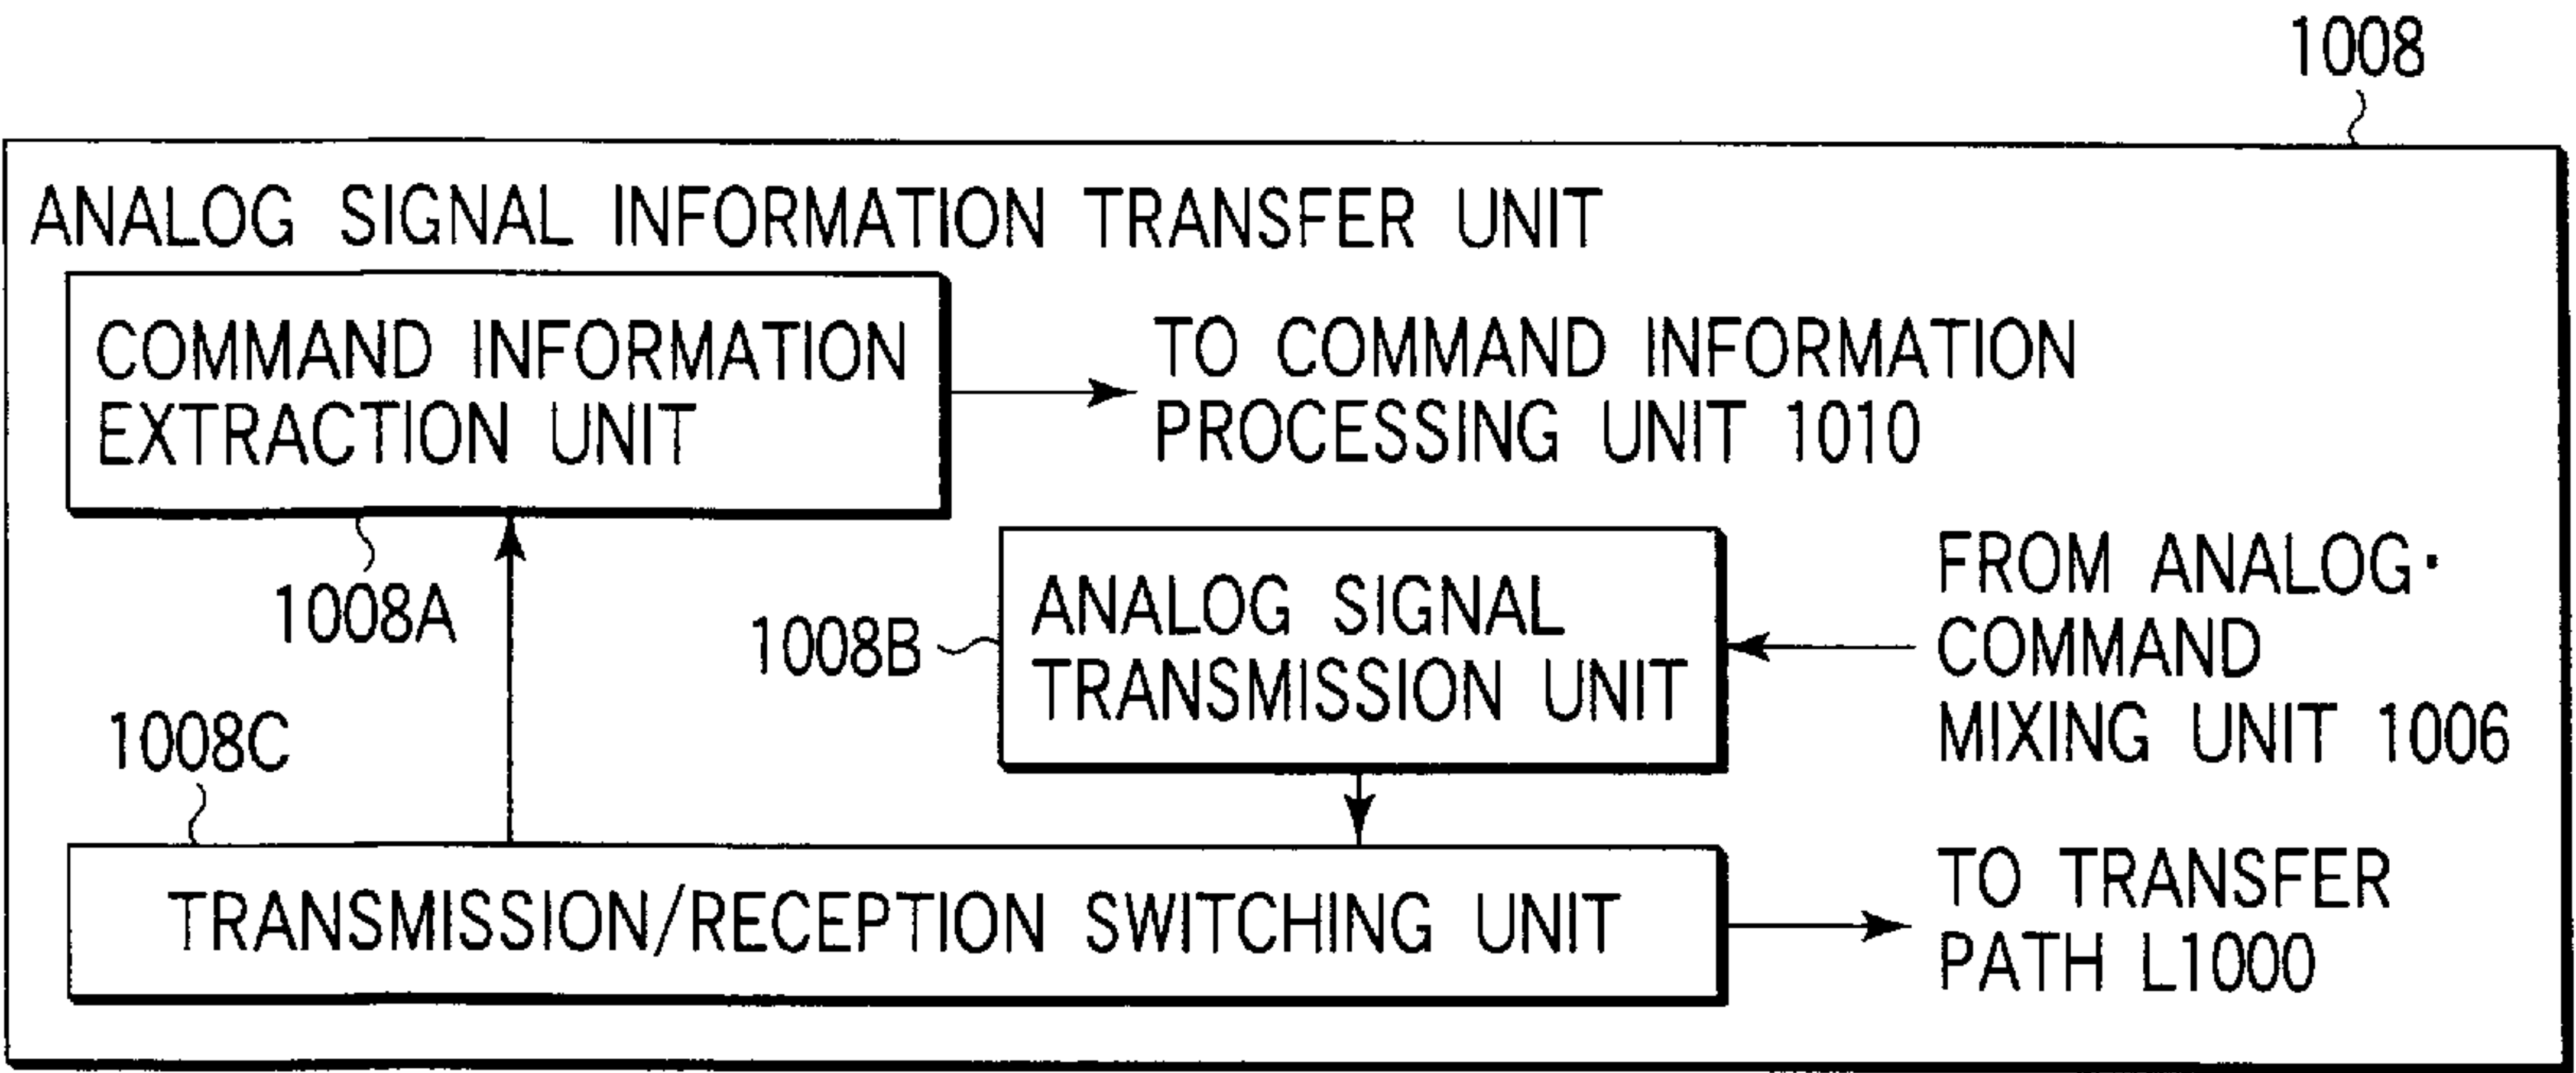 1008
ANALOG SIGNAL INFORMATION TRANSFER UNIT
COMMAND INFORMATION
EXTRACTION UNIT
TO COMMAND INFORMATION
PROCESSING UNIT 1010
1008A
1008B
ANALOG SIGNAL
TRANSMISSION UNIT
FROM ANALOG·
COMMAND
MIXING UNIT 1006
1008C
TRANSMISSION/RECEPTION SWITCHING UNIT
TO TRANSFER
PATH L1000